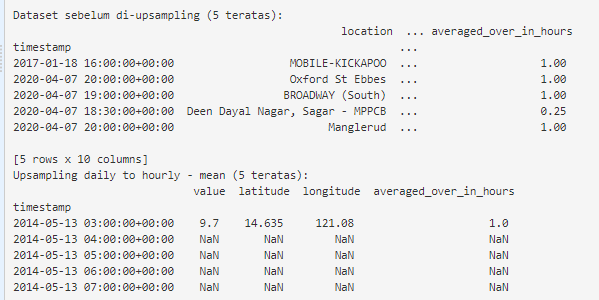 Dataset sebelum di-upsampling (5 teratas):
location ... averaged_over_in_hours
timestamp ...
2017-01-18 16:00:00+00:00 MOBILE-KICKAPOO ... 1.00
2020-04-07 20:00:00+00:00 Oxford St Ebbes ... 1.00
2020-04-07 19:00:00+00:00 BROADWAY (South) ... 1.00
2020-04-07 18:30:00+00:00 Deen Dayal Nagar, Sagar - MPPCB ... 0.25
2020-04-07 20:00:00+00:00 Manglerud ... 1.00
[5 rows x 10 columns]
Upsampling daily to hourly - mean (5 teratas):
value latitude longitude averaged_over_in_hours
timestamp
2014-05-13 03:00:00+00:00 9.7 14.635 121.08 1.0
2014-05-13 04:00:00+00:00 NaN NaN NaN NaN
2014-05-13 05:00:00+00:00 NaN NaN NaN NaN
2014-05-13 06:00:00+00:00 NaN NaN NaN NaN
2014-05-13 07:00:00+00:00 NaN NaN NaN NaN